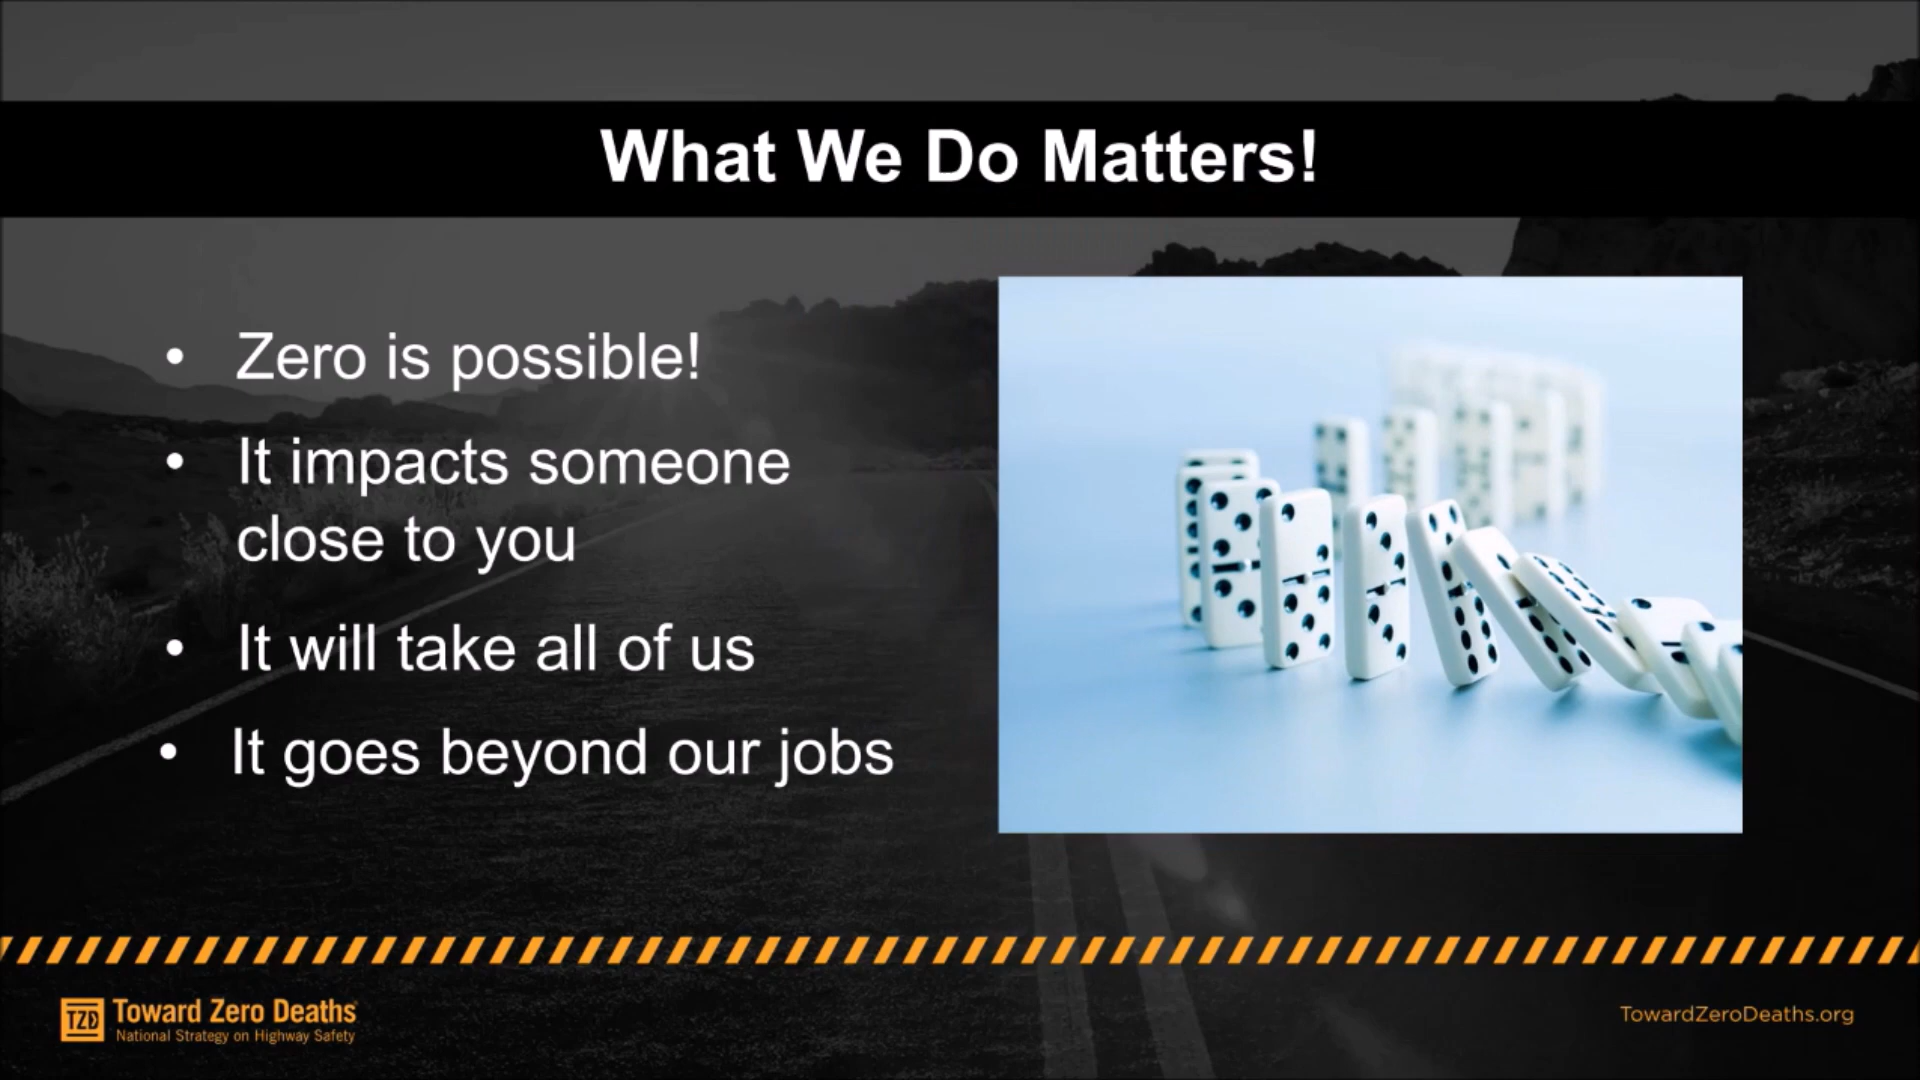 What We Do Matters!
• Zero is possible!
• It impacts someone
close to you
• It will take all of us
• It goes beyond our jobs
TZD
Toward Zero Deaths
National Strategy on Highway Safety
TowardZeroDeaths.org